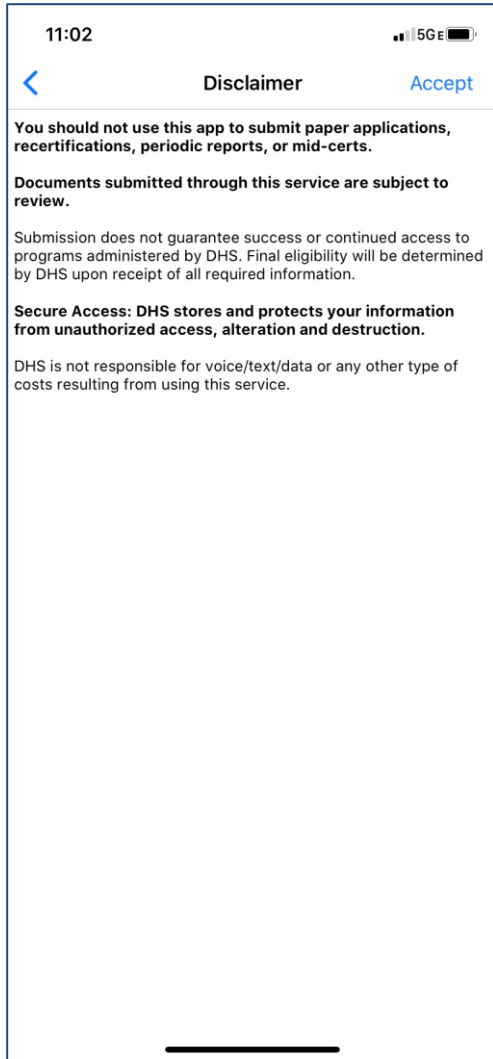 11:02
5GE
Disclaimer
Accept
You should not use this app to submit paper applications,
recertifications, periodic reports, or mid-certs.
Documents submitted through this service are subject to
review.
Submission does not guarantee success or continued access to
programs administered by DHS. Final eligibility will be determined
by DHS upon receipt of all required information.
Secure Access: DHS stores and protects your information
from unauthorized access, alteration and destruction.
DHS is not responsible for voice/text/data or any other type of
costs resulting from using this service.